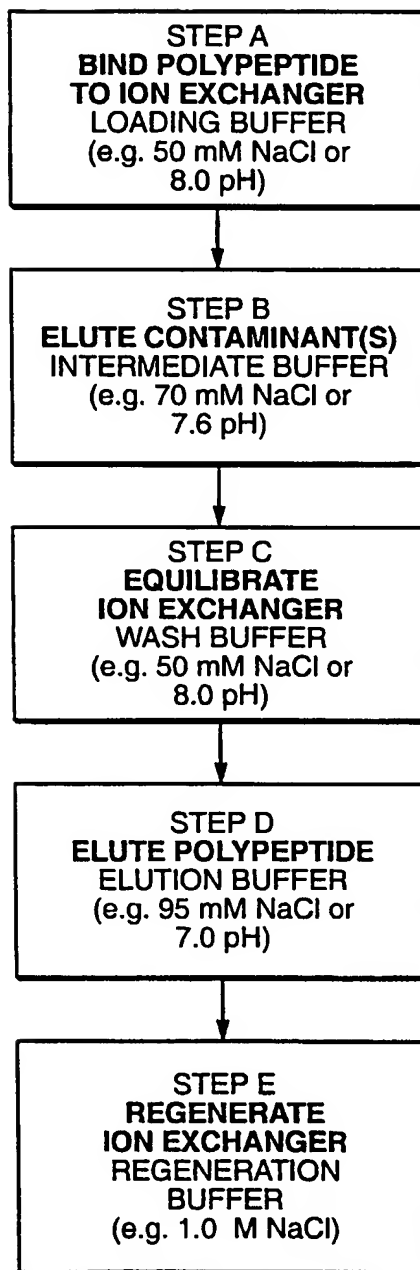 STEP A
BIND POLYPEPTIDE
TO ION EXCHANGER
LOADING BUFFER
(e.g. 50 mM NaCl or
8.0 pH)
STEP B
ELUTE CONTAMINANT(S)
INTERMEDIATE BUFFER
(e.g. 70 mM NaCl or
7.6 pH)
STEP C
EQUILIBRATE
ION EXCHANGER
WASH BUFFER
(e.g. 50 mM NaCl or
8.0 pH)
STEP D
ELUTE POLYPEPTIDE
ELUTION BUFFER
(e.g. 95 mM NaCl or
7.0 pH)
STEP E
REGENERATE
ION EXCHANGER
REGENERATION
BUFFER
(e.g. 1.0 M NaCl)